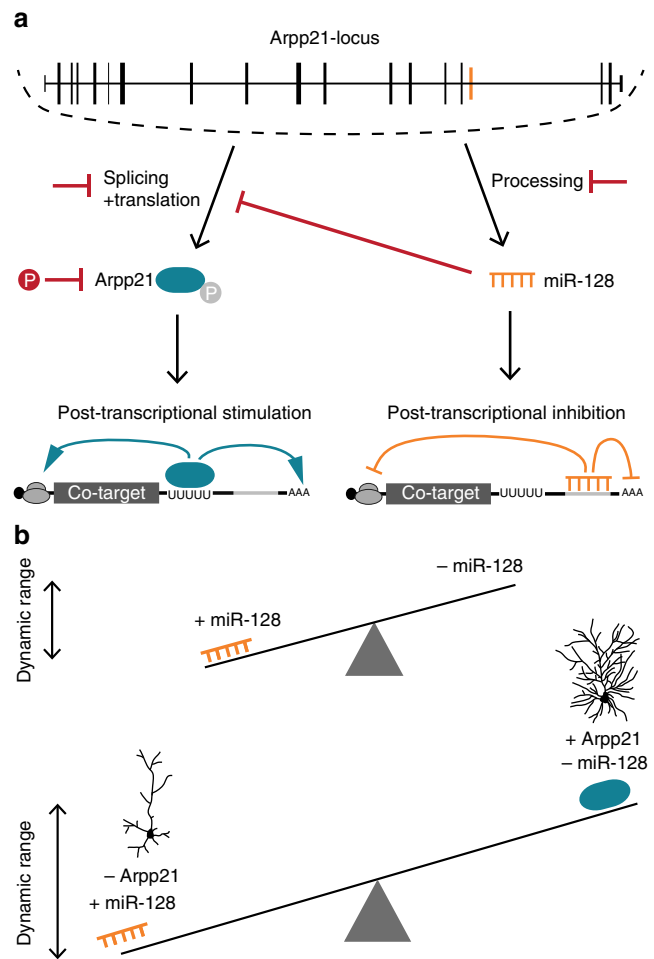 a
Arpp21-locus
Splicing
+translation
Processing
P
Arpp21
P
miR-128
Post-transcriptional stimulation
Post-transcriptional inhibition
Co-target
UUUUU
AAA
Co-target
UUUUU
AAA
b
Dynamic range
– miR-128
+ miR-128
+ Arpp21
– miR-128
Dynamic range
– Arpp21
+ miR-128